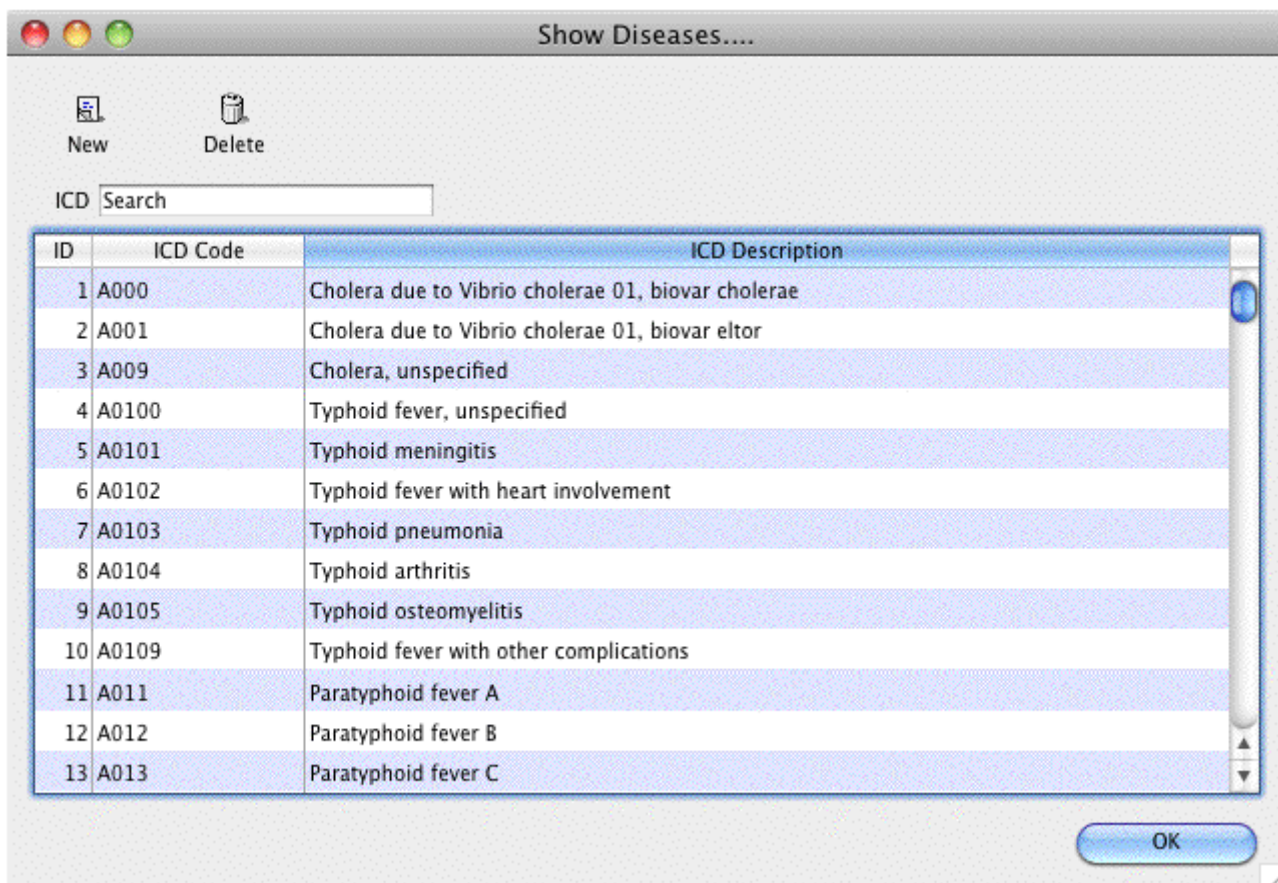 Show Diseases....
New Delete
ICD Search
ID ICD Code ICD Description
1 A000 Cholera due to Vibrio cholerae 01, biovar cholerae
2 A001 Cholera due to Vibrio cholerae 01, biovar eltor
3 A009 Cholera, unspecified
4 A0100 Typhoid fever, unspecified
5 A0101 Typhoid meningitis
6 A0102 Typhoid fever with heart involvement
7 A0103 Typhoid pneumonia
8 A0104 Typhoid arthritis
9 A0105 Typhoid osteomyelitis
10 A0109 Typhoid fever with other complications
11 A011 Paratyphoid fever A
12 A012 Paratyphoid fever B
13 A013 Paratyphoid fever C
OK